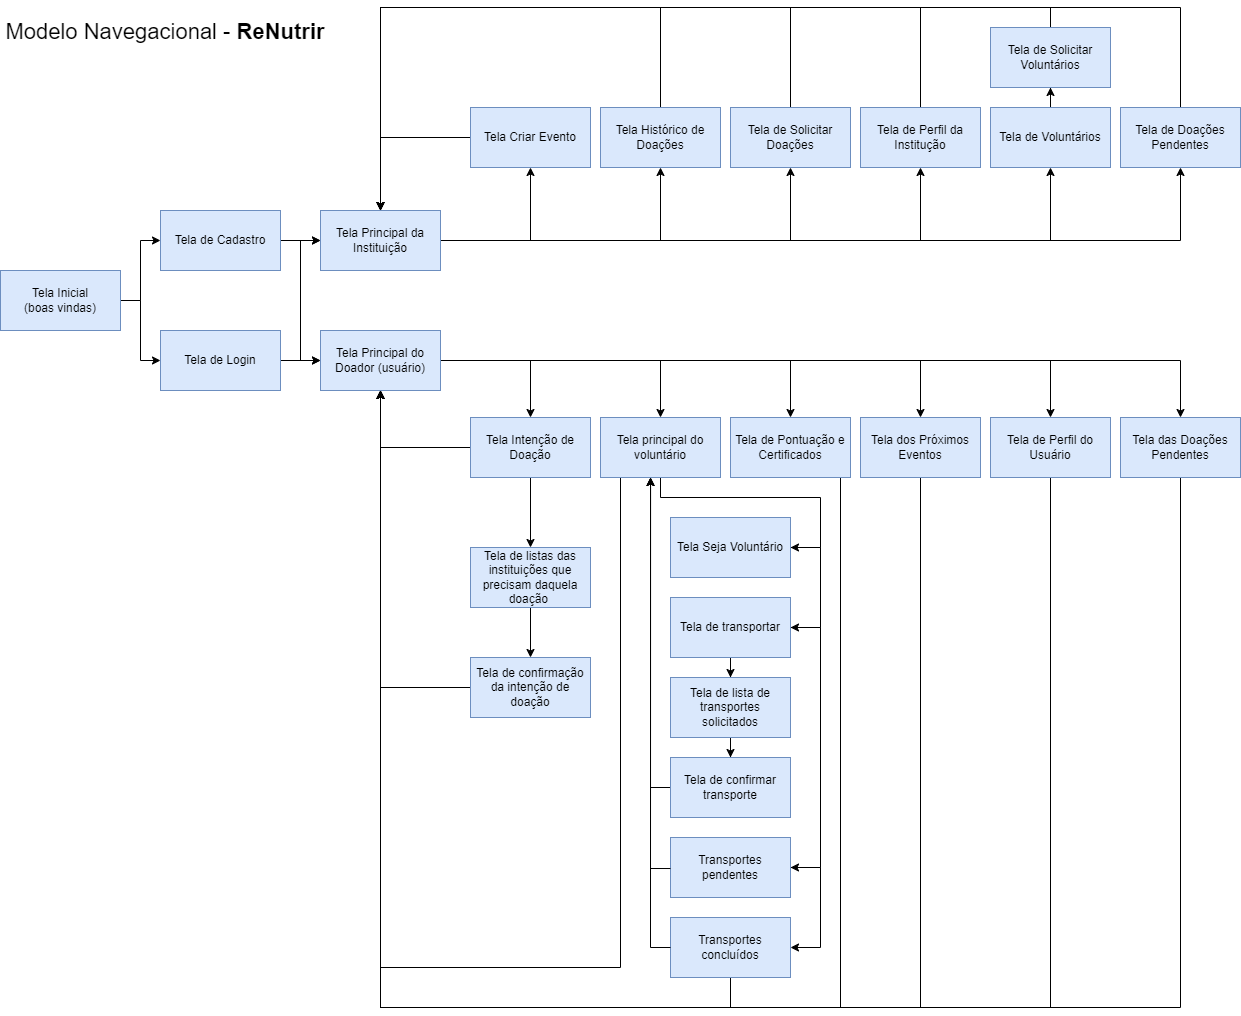 Modelo Navegacional - ReNutrir
Tela de Solicitar
Voluntários
Tela Criar Evento
Tela Histórico de
Doações
Tela de Solicitar
Doações
Tela de Perfil da
Institução
Tela de Voluntários
Tela de Doações
Pendentes
Tela de Cadastro
Tela Principal da
Instituição
Tela Inicial
(boas vindas)
Tela de Login
Tela Principal do
Doador (usuário)
Tela Intenção de
Doação
Tela principal do
voluntário
Tela de Pontuação e
Certificados
Tela dos Próximos
Eventos
Tela de Perfil do
Usuário
Tela das Doações
Pendentes
Tela de listas das
instituições que
precisam daquela
doação
Tela de confirmação
da intenção de
doação
Tela Seja Voluntário
Tela de transportar
Tela de lista de
transportes
solicitados
Tela de confirmar
transporte
Transportes
pendentes
Transportes
concluídos